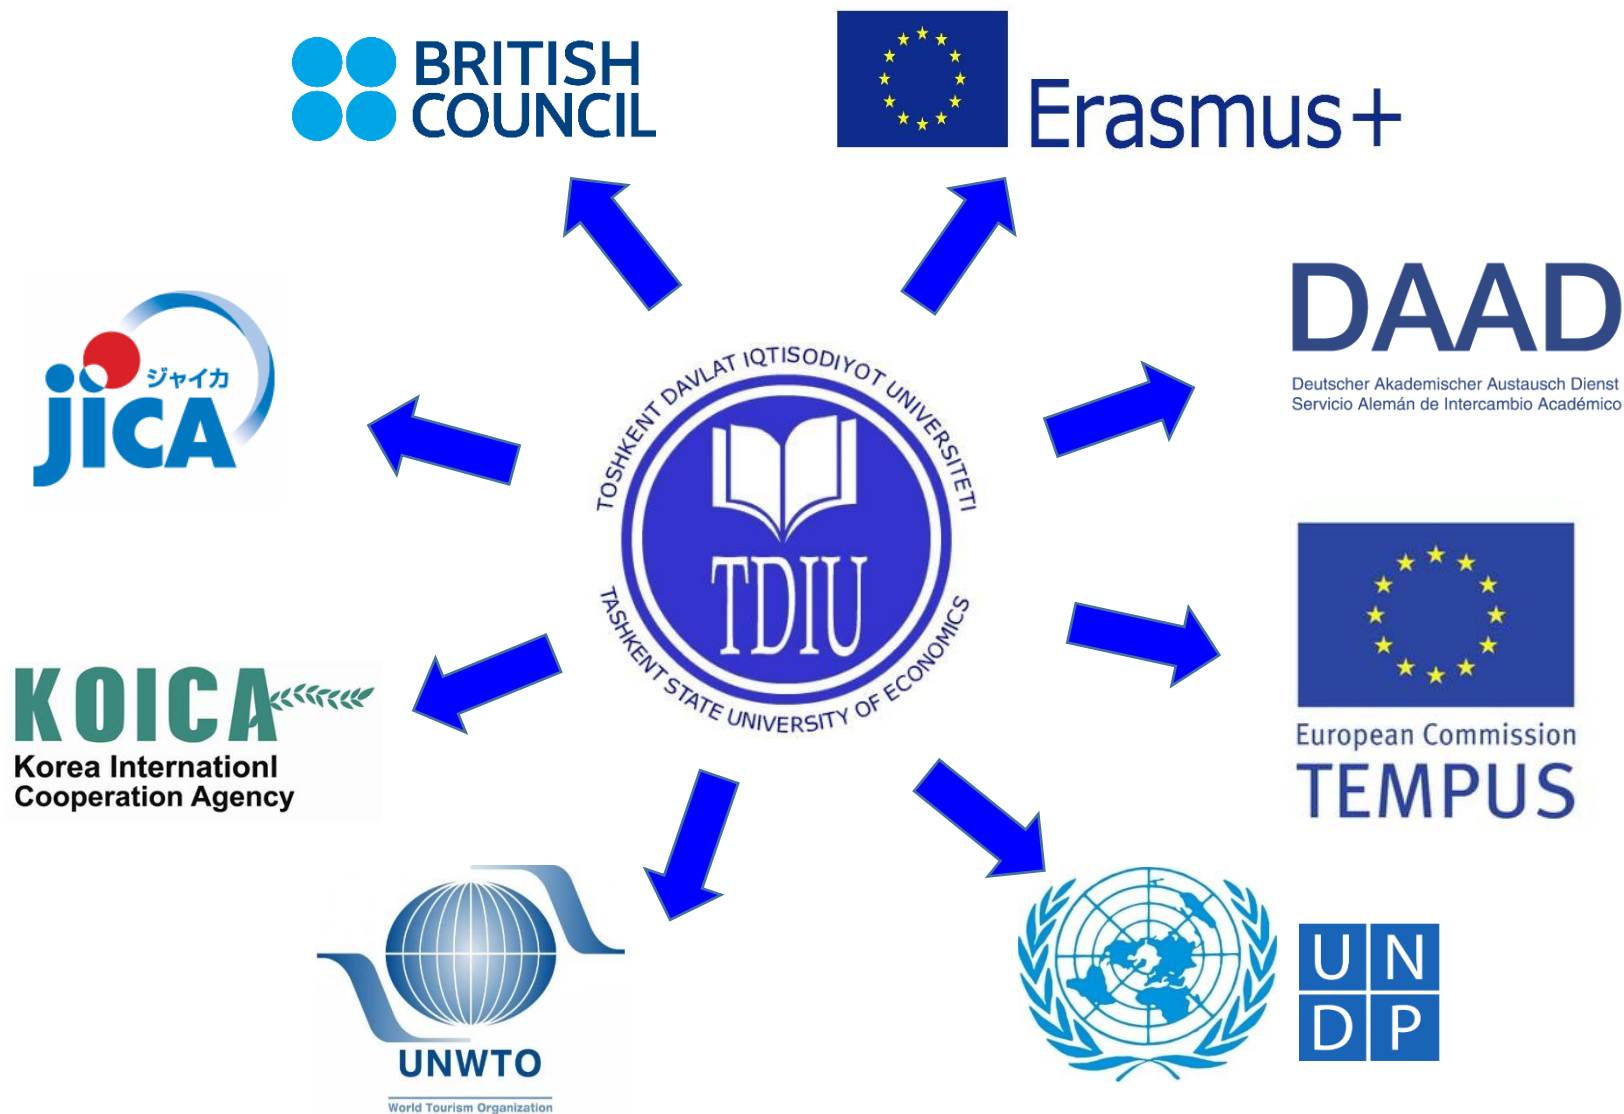 BRITISH
COUNCIL
Erasmus+
ジャイカ
jICA
DAAD
Deutscher Akademischer Austausch Dienst
Servicio Alemán de Intercambio Académico
TOSHKENT DAVLAT IQTISODIYOT UNIVERSITETI
TDIU
TASHKENT STATE UNIVERSITY OF ECONOMICS
KOICA
Korea Internationl
Cooperation Agency
European Commission
TEMPUS
UNWTO
World Tourism Organization
UN
DP